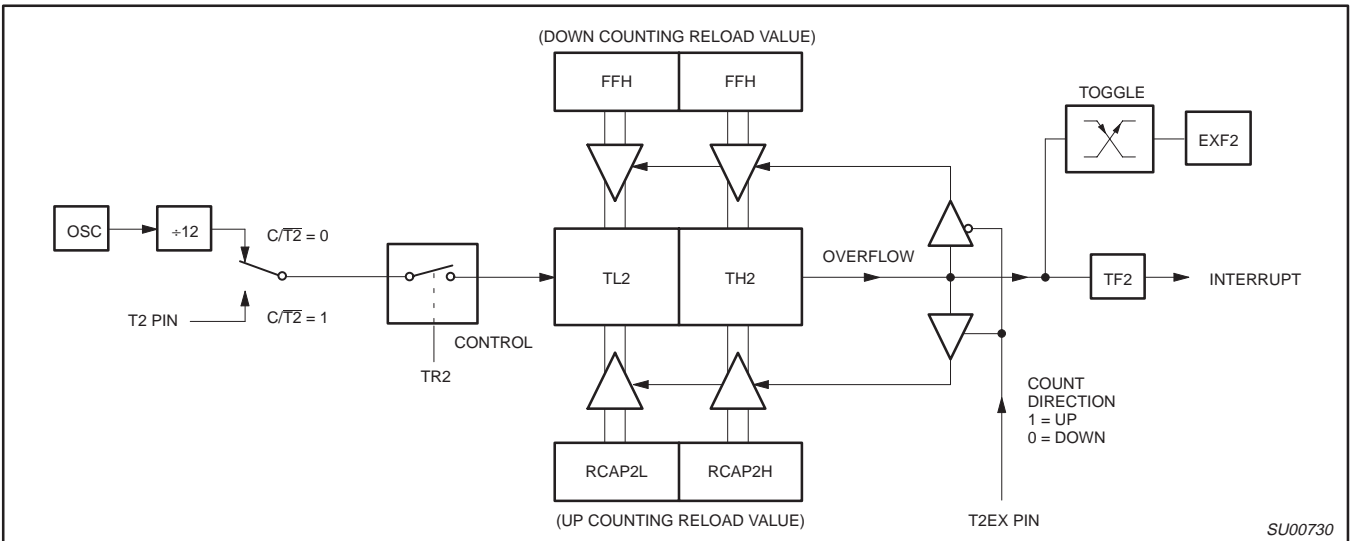 (DOWN COUNTING RELOAD VALUE)
FFH
FFH
TOGGLE
EXF2
OSC
÷12
C/T2̅ = 0
T2 PIN
C/T2̅ = 1
CONTROL
TR2
TL2
TH2
OVERFLOW
TF2
INTERRUPT
COUNT
DIRECTION
1 = UP
0 = DOWN
RCAP2L
RCAP2H
(UP COUNTING RELOAD VALUE)
T2EX PIN
SU00730